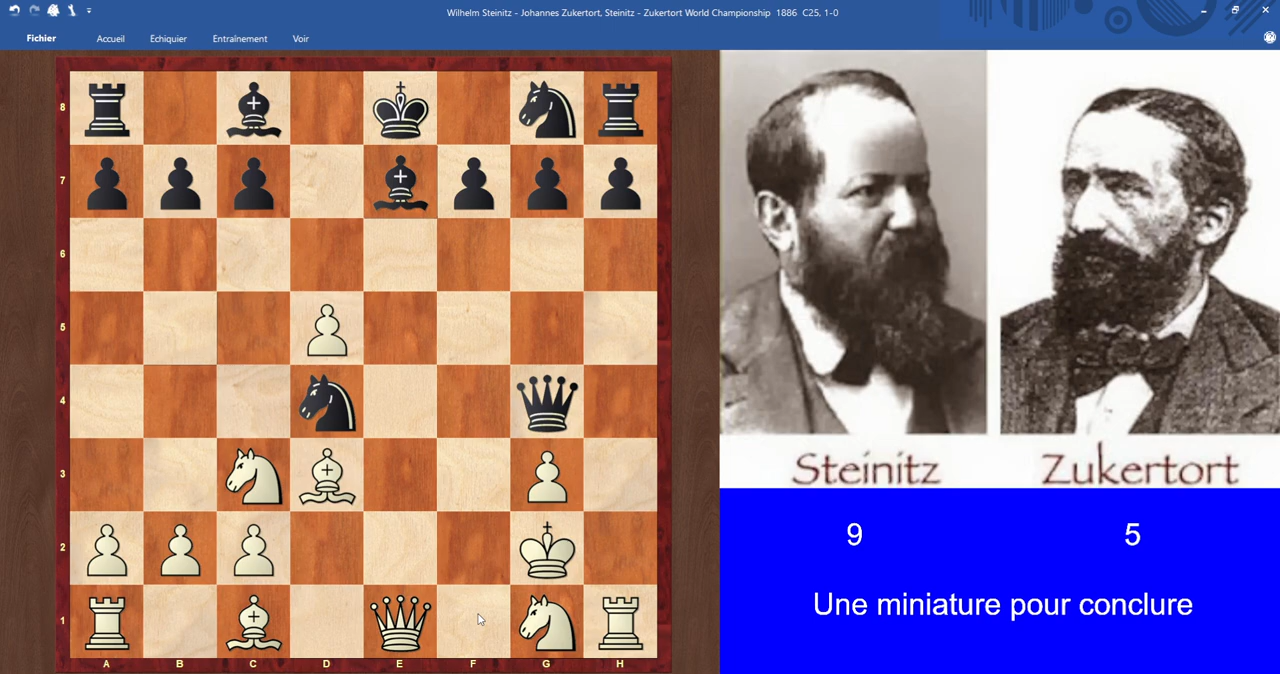 Wilhelm Steinitz - Johannes Zukertort, Steinitz - Zukertort World Championship 1886 C25, 1-0
Fichier Accueil Echiquier Entraînement Voir
8
7
6
5
4
3
2
1
A B C D E F G H
Steinitz Zukertort
9 5
Une miniature pour conclure